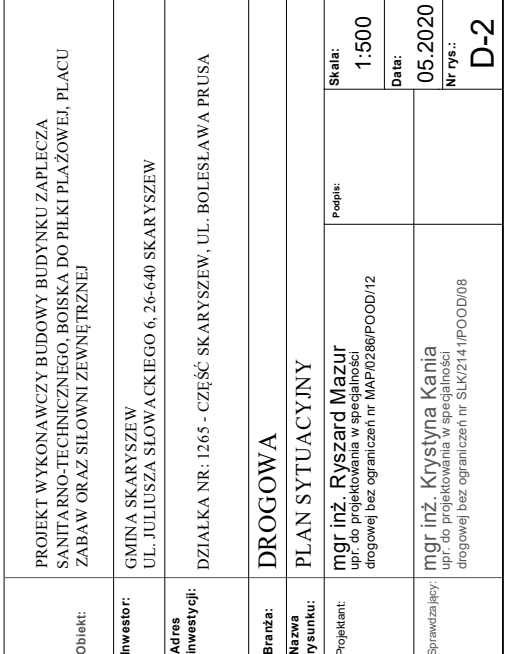 Obiekt:
PROJEKT WYKONAWCZY BUDOWY BUDYNKU ZAPLECZA
SANITARNO-TECHNICZNEGO, BOISKA DO PIŁKI PLAŻOWEJ, PLACU
ZABAW ORAZ SIŁOWNI ZEWNĘTRZNEJ
Inwestor:
GMINA SKARYSZEW
UL. JULIUSZA SŁOWACKIEGO 6, 26-640 SKARYSZEW
Adres
inwestycji:
DZIAŁKA NR: 1265 - CZĘŚĆ SKARYSZEW, UL. BOLESŁAWA PRUSA
Branża:
DROGOWA
Nazwa
rysunku:
PLAN SYTUACYJNY
Projektant:
mgr inż. Ryszard Mazur
upr. do projektowania w specjalności
drogowej bez ograniczeń nr MAP/0286/POOD/12
Podpis:
Skala:
1:500
Data:
05.2020
Sprawdzający:
mgr inż. Krystyna Kania
upr. do projektowania w specjalności
drogowej bez ograniczeń nr SLK/2141/POOD/08
Nr rys.:
D-2